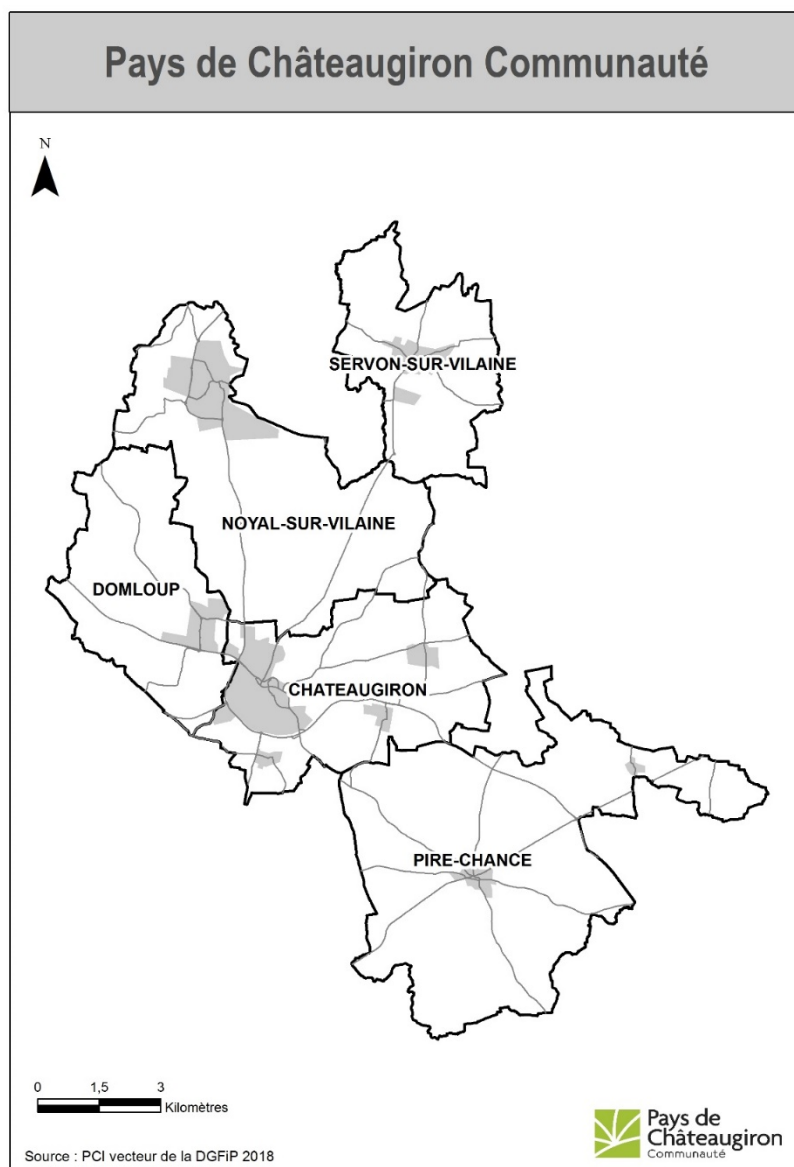 Pays de Châteaugiron Communauté
N
SERVON-SUR-VILAINE
NOYAL-SUR-VILAINE
DOMLOUP
CHATEAUGIRON
PIRE-CHANCE
0 1,5 3
Kilomètres
Source : PCI vecteur de la DGFiP 2018
Pays de
Châteaugiron
Communauté